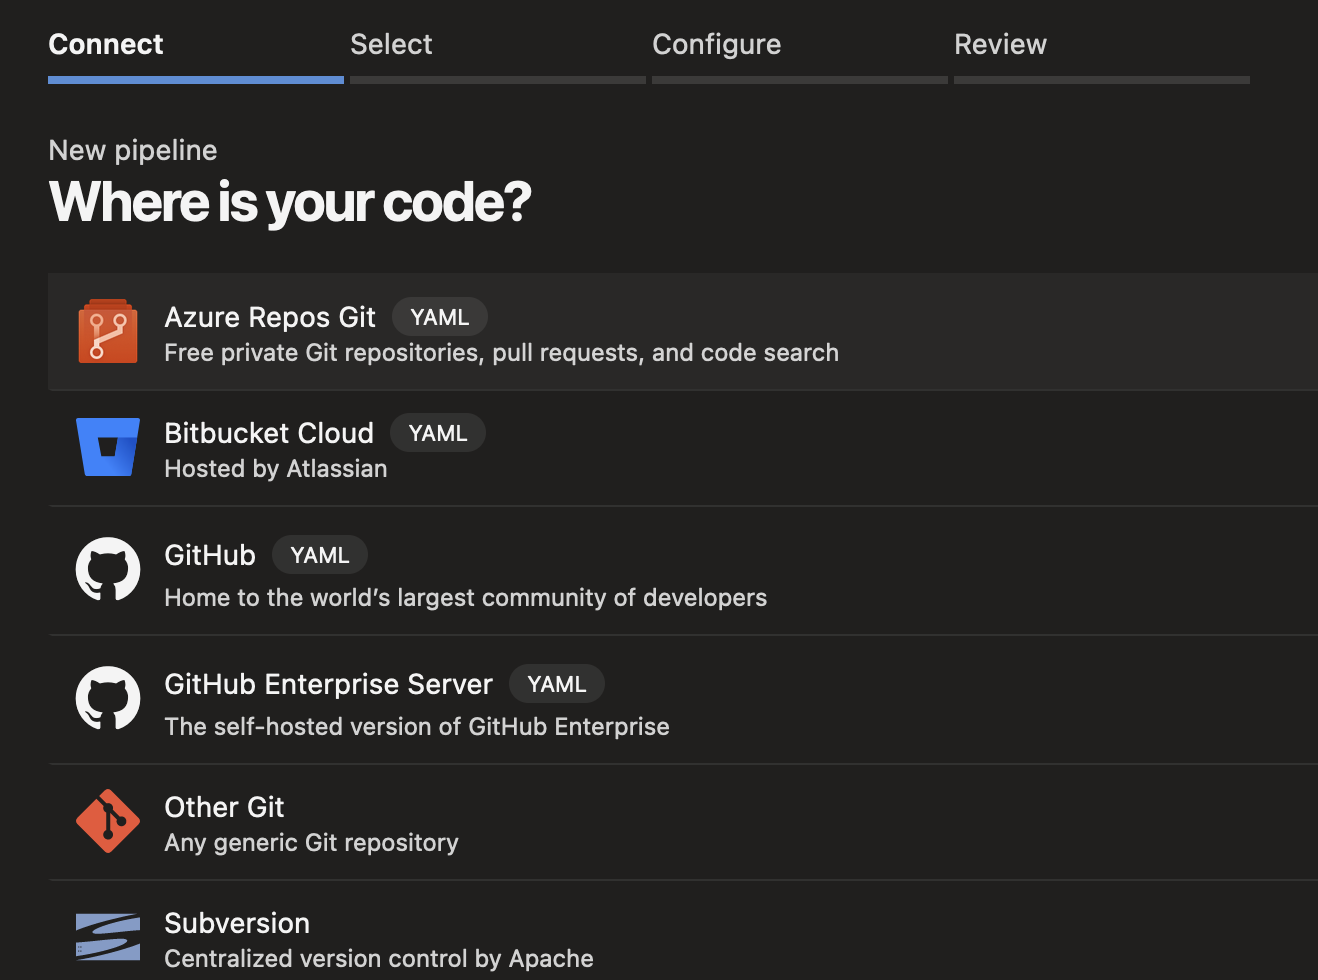 Connect Select Configure Review
New pipeline
Where is your code?
Azure Repos Git YAML
Free private Git repositories, pull requests, and code search
Bitbucket Cloud YAML
Hosted by Atlassian
GitHub YAML
Home to the world’s largest community of developers
GitHub Enterprise Server YAML
The self-hosted version of GitHub Enterprise
Other Git
Any generic Git repository
Subversion
Centralized version control by Apache